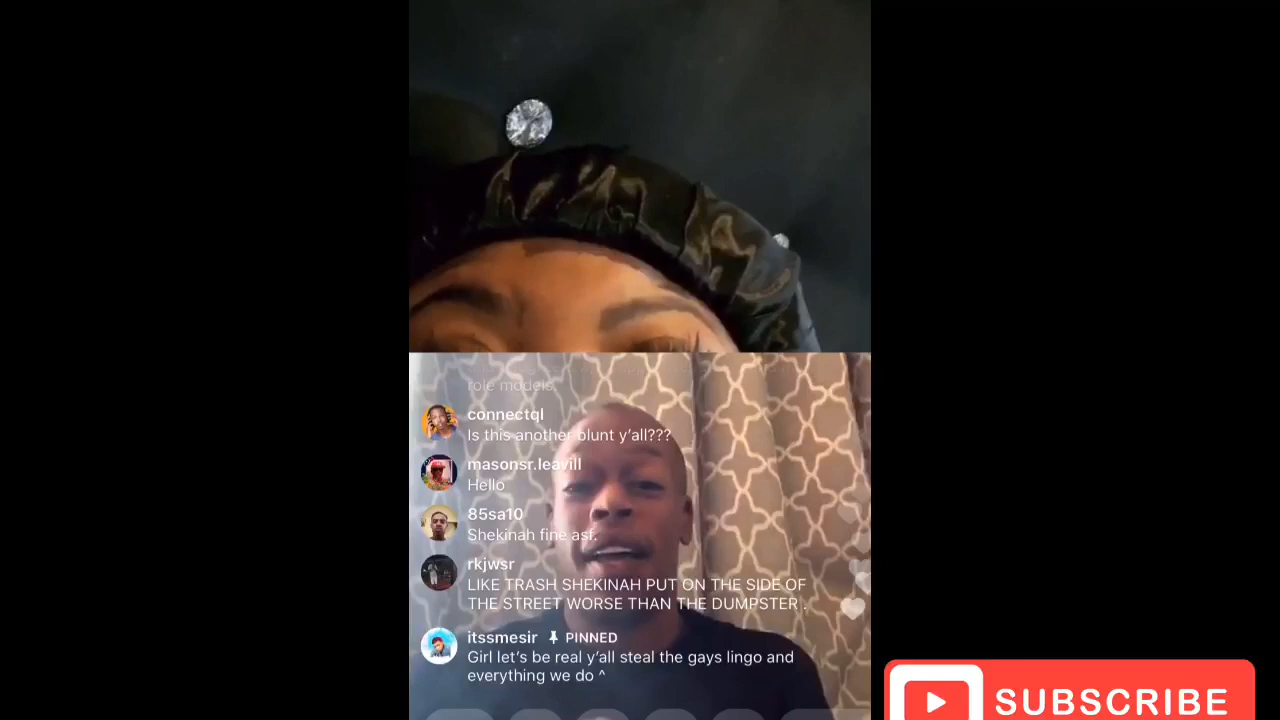 role models.
connectql
Is this another blunt y'all???
masonsr.leavill
Hello
85sa10
Shekinah fine asf.
rkjwsr
LIKE TRASH SHEKINAH PUT ON THE SIDE OF
THE STREET WORSE THAN THE DUMPSTER .
itssmesir PINNED
Girl let's be real y'all steal the gays lingo and
everything we do ^
SUBSCRIBE